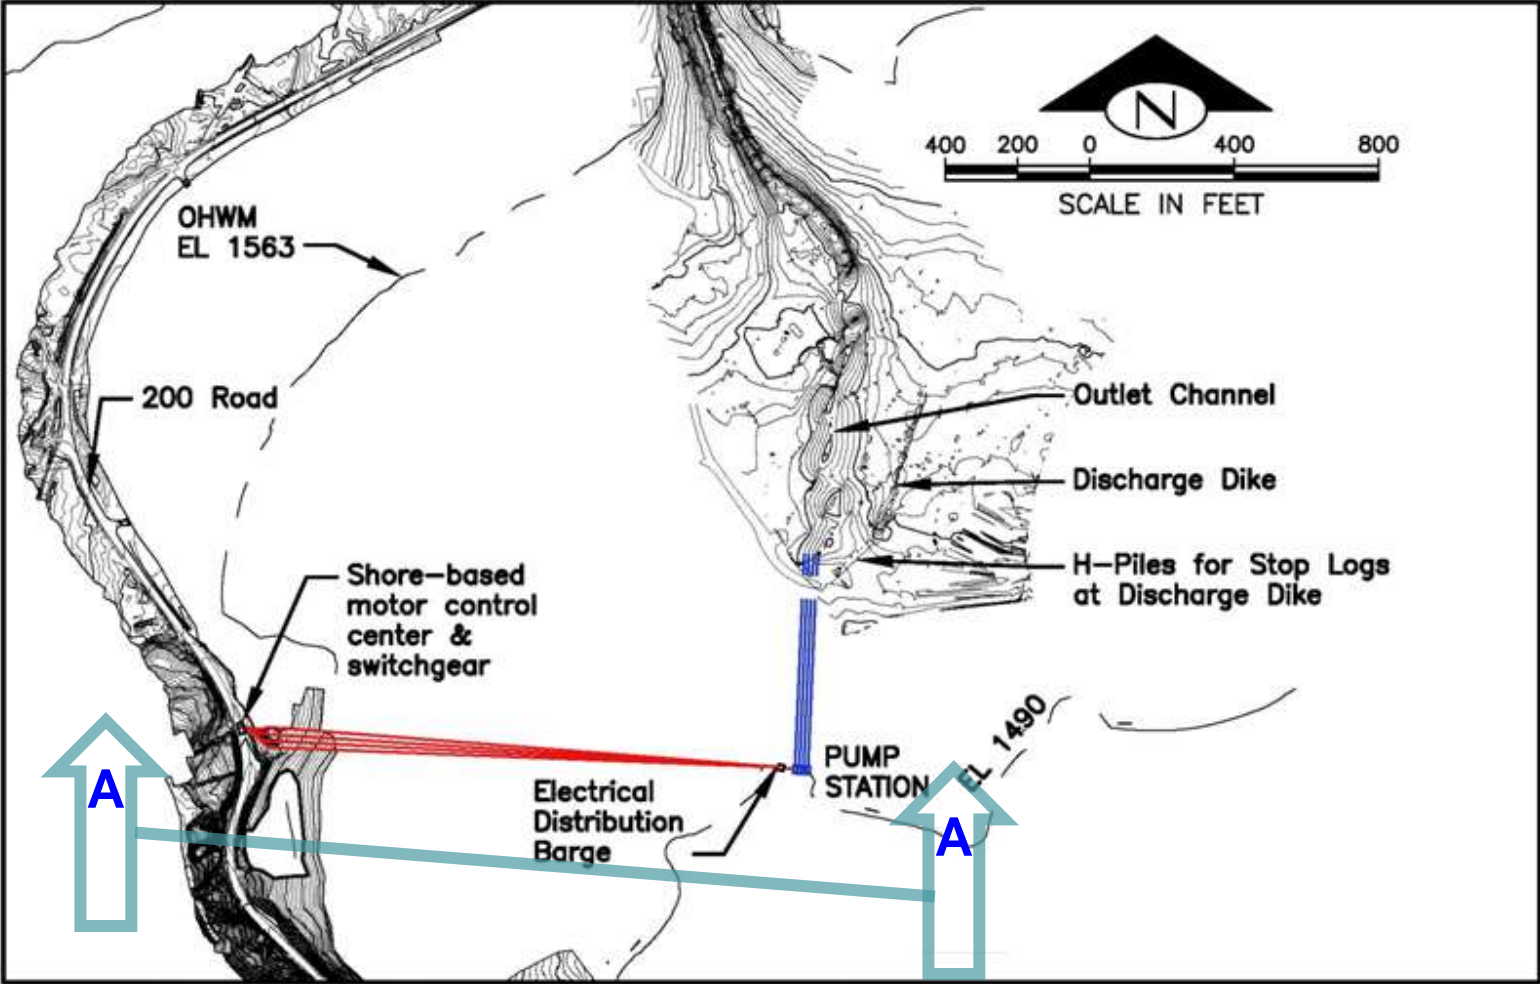 N
400 200 0 400 800
SCALE IN FEET
OHWM
EL 1563
200 Road
Outlet Channel
Discharge Dike
H-Piles for Stop Logs
at Discharge Dike
Shore-based
motor control
center &
switchgear
EL 1490
PUMP
STATION
A
A
Electrical
Distribution
Barge